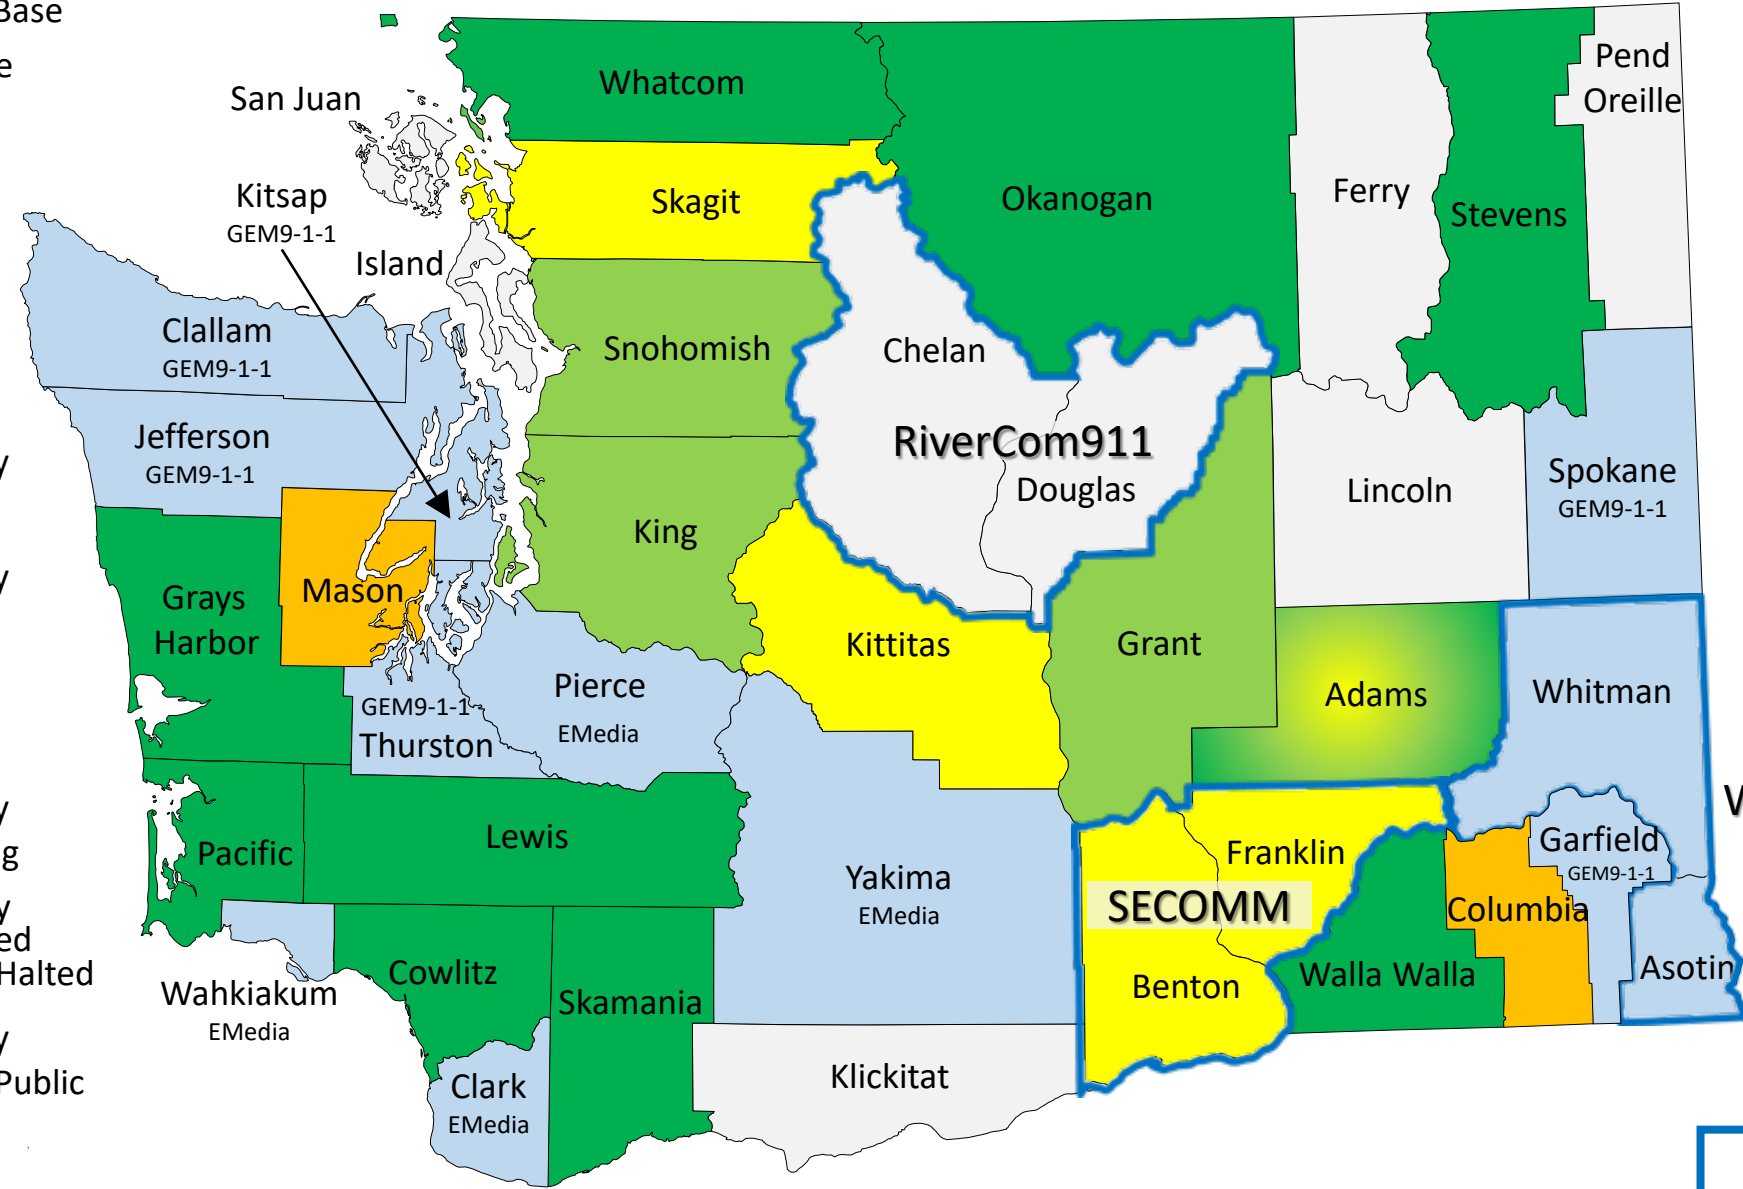 Base
e
Whatcom
Pend
Oreille
San Juan
Kitsap
GEM9-1-1
Skagit
Okanogan
Ferry
Stevens
Island
Clallam
GEM9-1-1
Snohomish
Chelan
Jefferson
GEM9-1-1
RiverCom911
Douglas
Lincoln
Spokane
GEM9-1-1
y
King
y
Mason
Grays
Harbor
Kittitas
Grant
Adams
Whitman
Pierce
EMedia
GEM9-1-1
Thurston
y
g
Pacific
Lewis
Yakima
EMedia
Franklin
SECOMM
Benton
Garfield
GEM9-1-1
W
Columbia
Asotin
y
ed
Halted
Wahkiakum
EMedia
Cowlitz
Skamania
Walla Walla
y
Public
Clark
EMedia
Klickitat